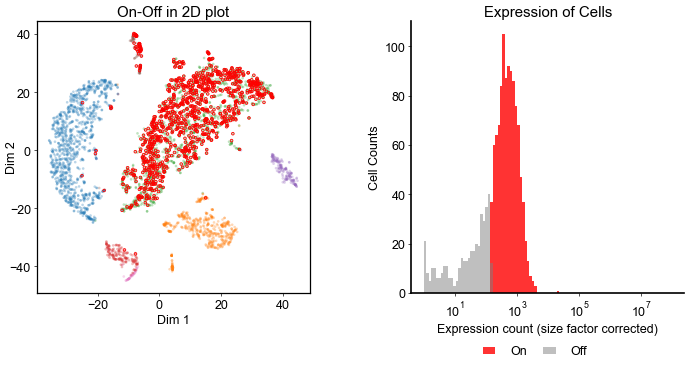 On-Off in 2D plot
40
20
0
−20
−40
Dim 2
−20
0
20
40
Dim 1
Expression of Cells
100
80
60
40
20
0
Cell Counts
10^1
10^3
10^5
10^7
Expression count (size factor corrected)
On
Off